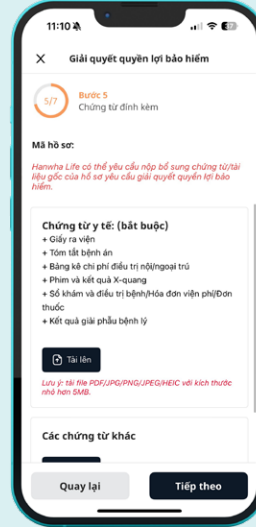 11:10
Giải quyết quyền lợi bảo hiểm
5/7
Bước 5
Chứng từ đính kèm
Mã hồ sơ:
Hanwha Life có thể yêu cầu nộp bổ sung chứng từ/tài
liệu gốc của hồ sơ yêu cầu giải quyết quyền lợi bảo
hiểm.
Chứng từ y tế: (bắt buộc)
+ Giấy ra viện
+ Tóm tắt bệnh án
+ Bảng kê chi phí điều trị nội/ngoại trú
+ Phim và kết quả X-quang
+ Sổ khám và điều trị bệnh/Hóa đơn viện phí/Đơn
thuốc
+ Kết quả giải phẫu bệnh lý
Tải lên
Lưu ý: tải file PDF/JPG/PNG/JPEG/HEIC với kích thước
nhỏ hơn 5MB.
Các chứng từ khác
Quay lại
Tiếp theo